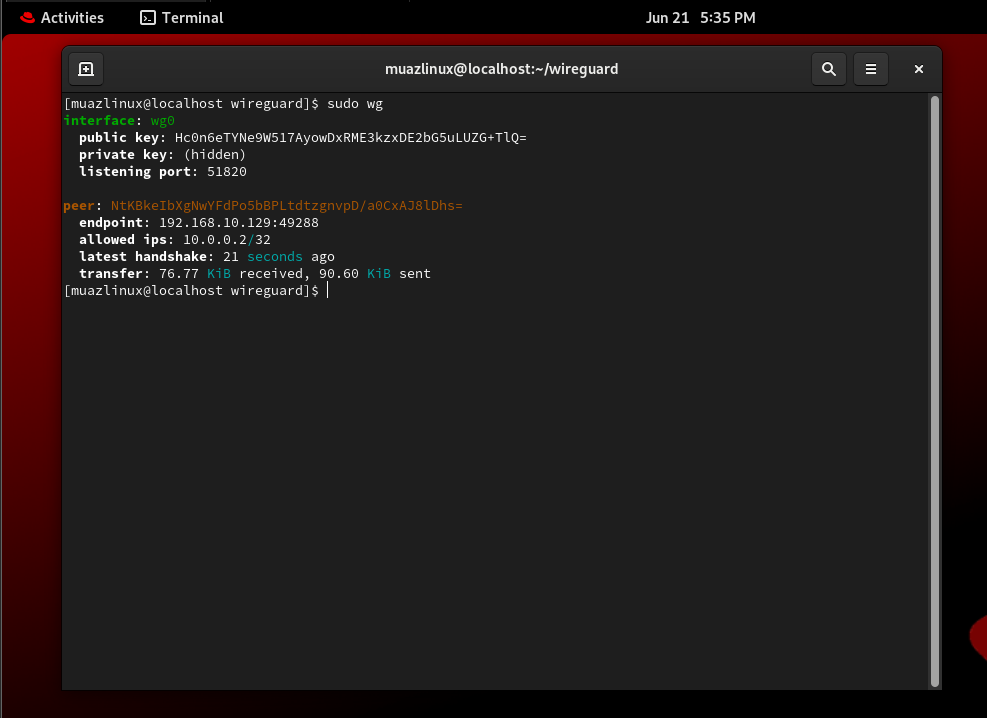 Activities Terminal Jun 21 5:35 PM
muazlinux@localhost:~/wireguard
[muazlinux@localhost wireguard]$ sudo wg
interface: wg0
public key: Hc0n6eTYNe9W517AyowDxRME3kzxDE2bG5uLUZG+TlQ=
private key: (hidden)
listening port: 51820
peer: NtKBkeIbXgNwYFdPo5bBPLtdtzgnvpD/a0CxAJ8lDhs=
endpoint: 192.168.10.129:49288
allowed ips: 10.0.0.2/32
latest handshake: 21 seconds ago
transfer: 76.77 KiB received, 90.60 KiB sent
[muazlinux@localhost wireguard]$